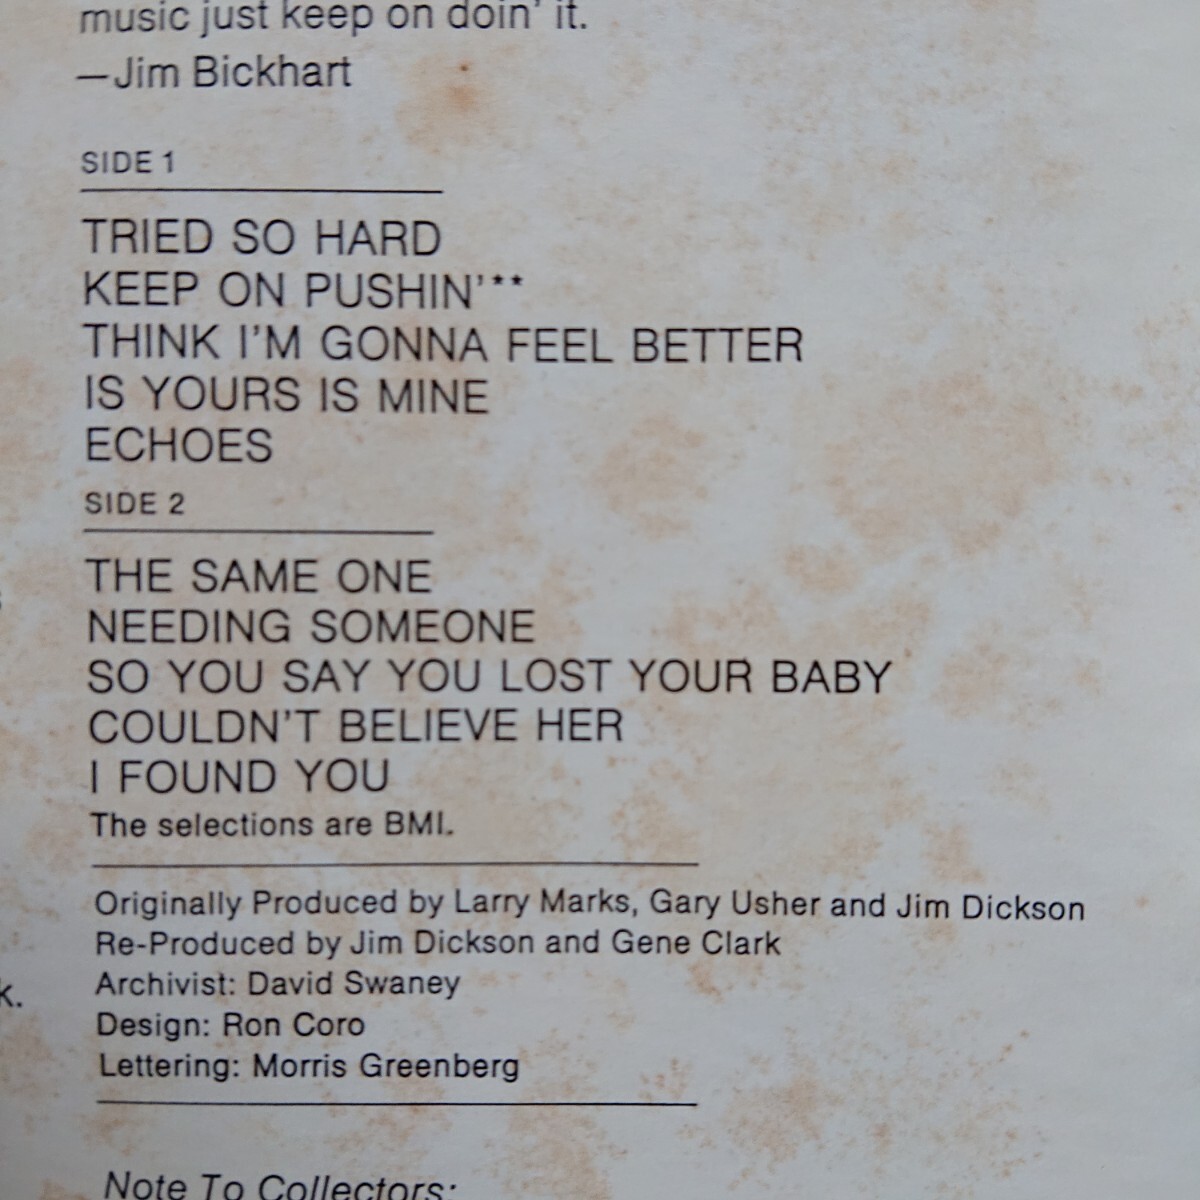 music just keep on doin' it.
—Jim Bickhart
SIDE 1
TRIED SO HARD
KEEP ON PUSHIN'**
THINK I'M GONNA FEEL BETTER
IS YOURS IS MINE
ECHOES
SIDE 2
THE SAME ONE
NEEDING SOMEONE
SO YOU SAY YOU LOST YOUR BABY
COULDN'T BELIEVE HER
I FOUND YOU
The selections are BMI.
Originally Produced by Larry Marks, Gary Usher and Jim Dickson
Re-Produced by Jim Dickson and Gene Clark
k.
Archivist: David Swaney
Design: Ron Coro
Lettering: Morris Greenberg
Note To Collectors: